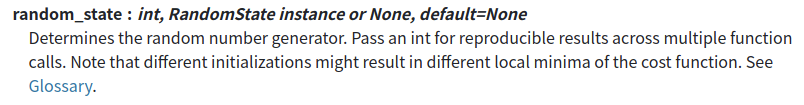 random_state : int, RandomState instance or None, default=None
Determines the random number generator. Pass an int for reproducible results across multiple function
calls. Note that different initializations might result in different local minima of the cost function. See
Glossary.